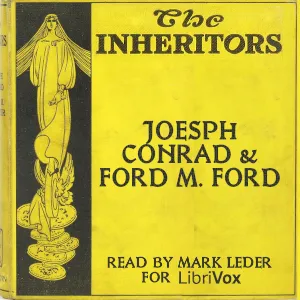 The
INHERITORS
JOESPH
CONRAD &
FORD M. FORD
READ BY MARK LEDER
FOR LibriVox